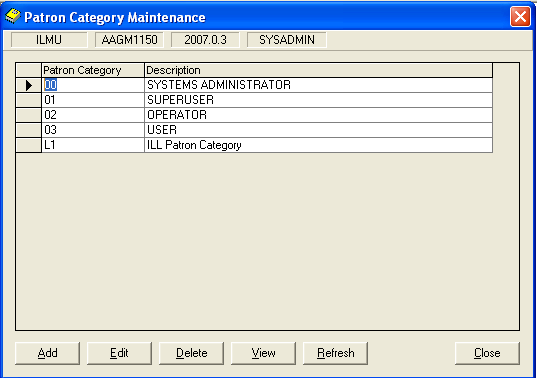 Patron Category Maintenance
ILMU AAGM1150 2007.0.3 SYSADMIN
Patron Category Description
00 SYSTEMS ADMINISTRATOR
01 SUPERUSER
02 OPERATOR
03 USER
L1 ILL Patron Category
Add Edit Delete View Refresh Close